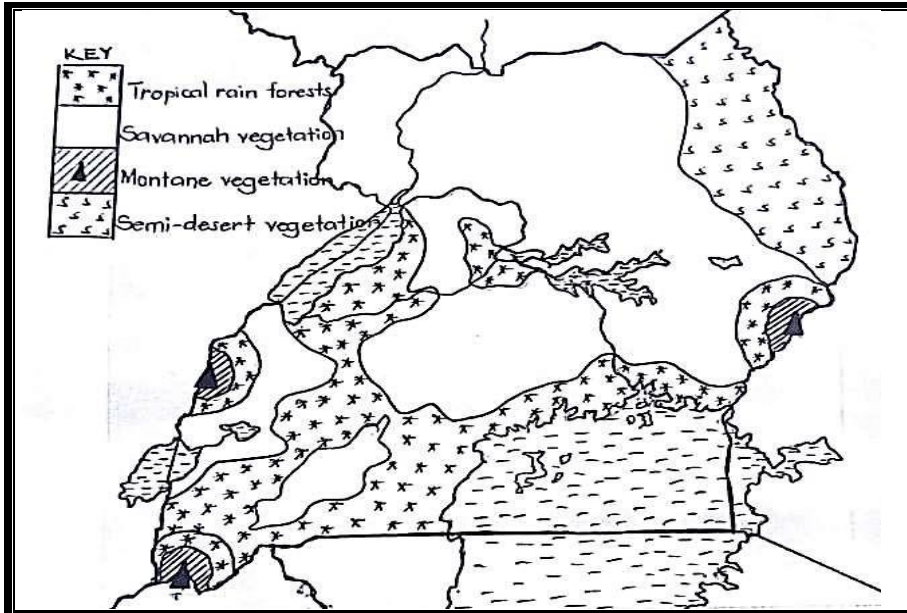 KEY
Tropical rain forests
Savannah vegetation
Montane vegetation
Semi-desert vegetation